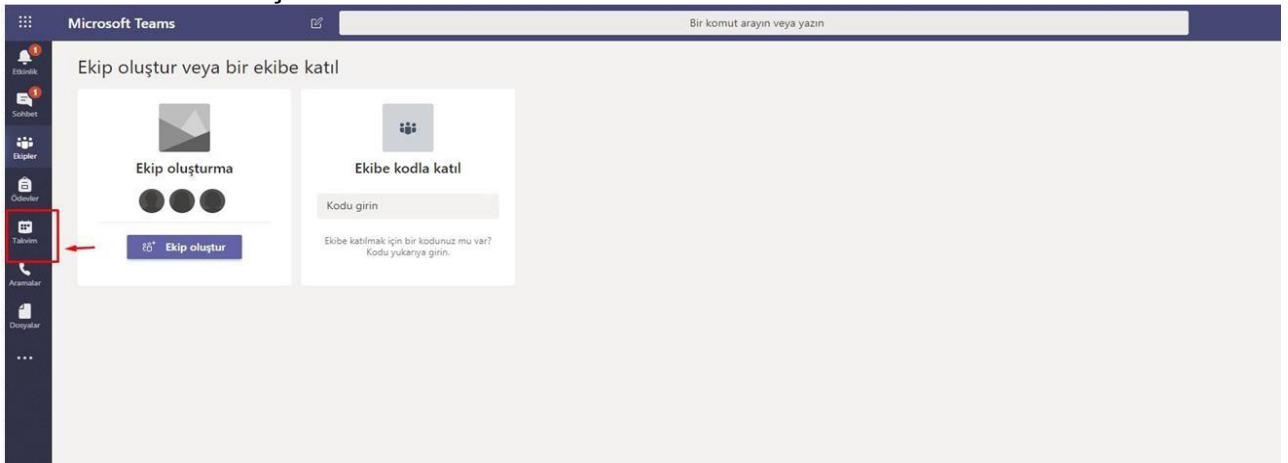 Microsoft Teams
Bir komut arayın veya yazın
1
Etkinlik
1
Sohbet
Ekipler
Ödevler
Takvim
Aramalar
Dosyalar
Ekip oluştur veya bir ekibe katıl
Ekip oluşturma
Ekip oluştur
Ekibe kodla katıl
Kodu girin
Ekibe katılmak için bir kodunuz mu var?
Kodu yukarıya girin.